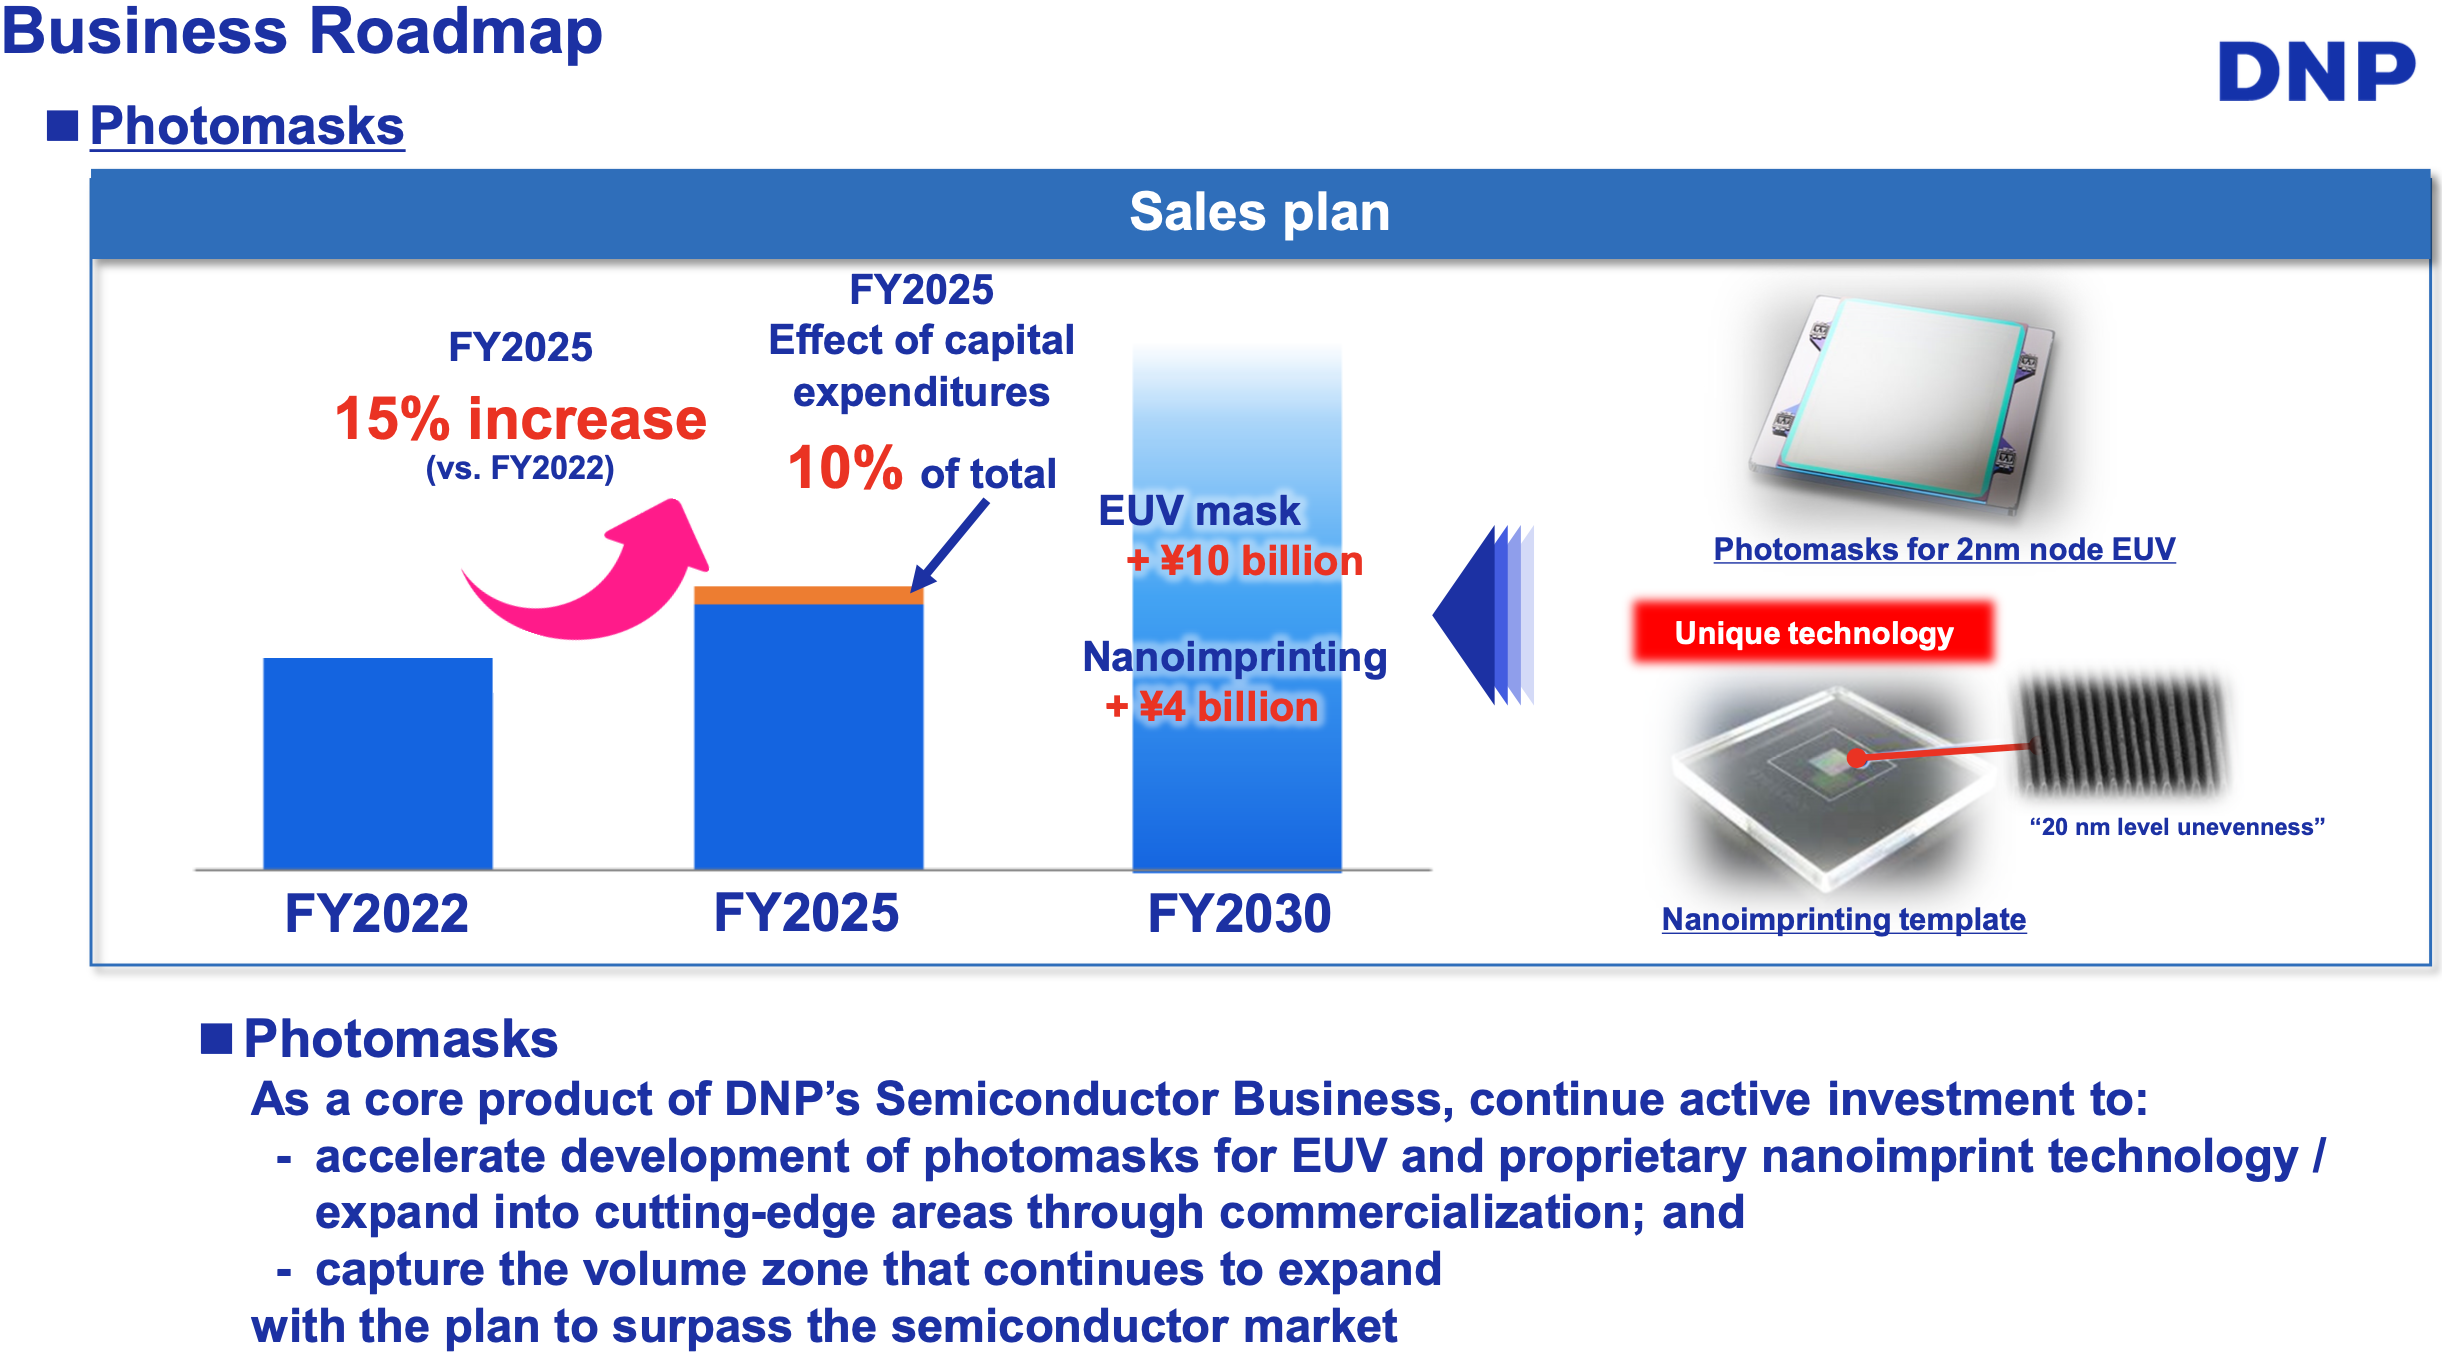 Business Roadmap
DNP
■ Photomasks
Sales plan
FY2025
15% increase
(vs. FY2022)
FY2025
Effect of capital
expenditures
10% of total
EUV mask
+ ¥10 billion
Nanoimprinting
+ ¥4 billion
FY2022
FY2025
FY2030
Photomasks for 2nm node EUV
Unique technology
“20 nm level unevenness”
Nanoimprinting template
■ Photomasks
As a core product of DNP’s Semiconductor Business, continue active investment to:
- accelerate development of photomasks for EUV and proprietary nanoimprint technology /
expand into cutting-edge areas through commercialization; and
- capture the volume zone that continues to expand
with the plan to surpass the semiconductor market